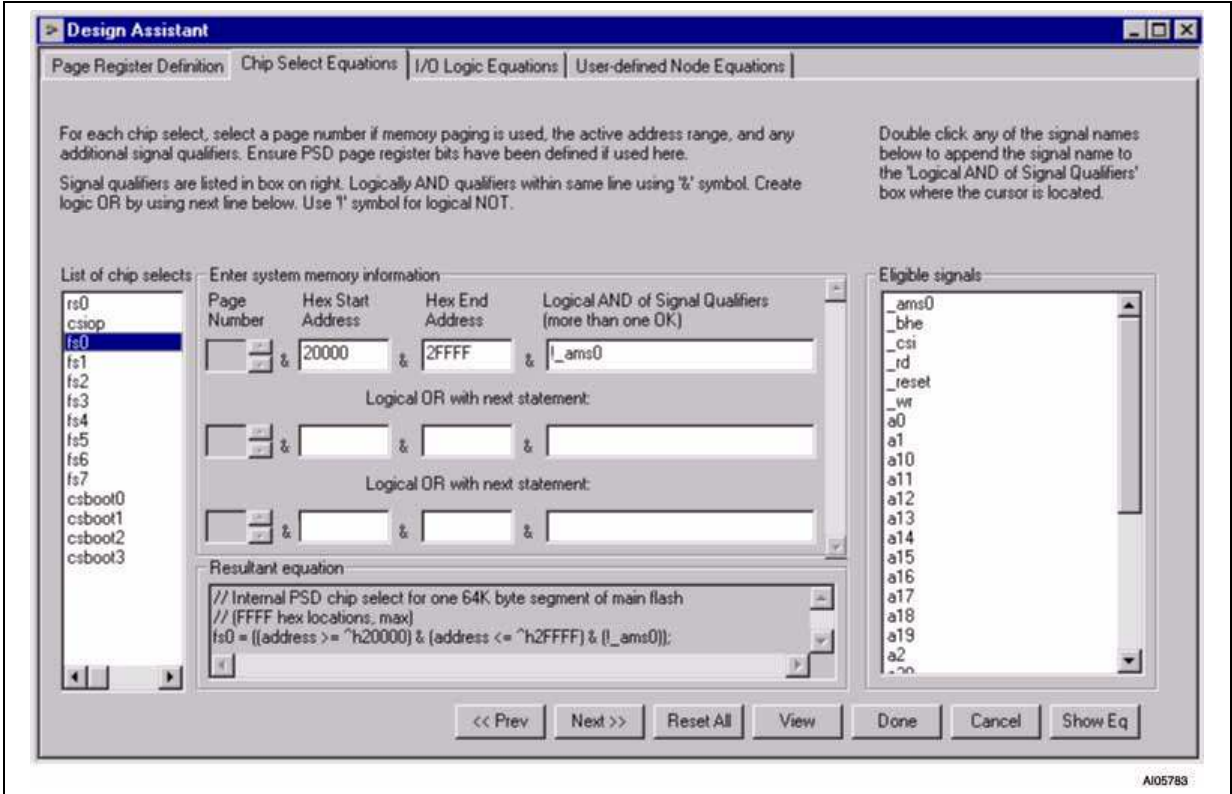 Design Assistant
Page Register Definition
Chip Select Equations
I/O Logic Equations
User-defined Node Equations
For each chip select, select a page number if memory paging is used, the active address range, and any
additional signal qualifiers. Ensure PSD page register bits have been defined if used here.
Signal qualifiers are listed in box on right. Logically AND qualifiers within same line using '&' symbol. Create
logic OR by using next line below. Use '!' symbol for logical NOT.
Double click any of the signal names
below to append the signal name to
the 'Logical AND of Signal Qualifiers'
box where the cursor is located.
List of chip selects
rs0
csiop
fs0
fs1
fs2
fs3
fs4
fs5
fs6
fs7
csboot0
csboot1
csboot2
csboot3
Enter system memory information
Page
Number
Hex Start
Address
Hex End
Address
Logical AND of Signal Qualifiers
(more than one OK)
& 20000 & 2FFFF & !_ams0
Logical OR with next statement:
& & &
Logical OR with next statement:
& & &
Resultant equation
// Internal PSD chip select for one 64K byte segment of main flash
// (FFFF hex locations, max)
fs0 = ((address >= ^h20000) & (address <= ^h2FFFF) & (!_ams0));
Eligible signals
_ams0
_bhe
_csi
_rd
_reset
_wr
a0
a1
a10
a11
a12
a13
a14
a15
a16
a17
a18
a19
a2
<< Prev
Next >>
Reset All
View
Done
Cancel
Show Eq
AI05783